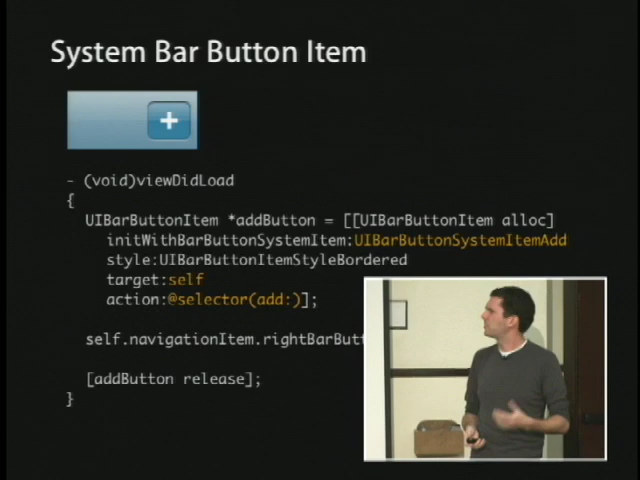 System Bar Button Item
+
- (void)viewDidLoad
{
UIBarButtonItem *addButton = [[UIBarButtonItem alloc]
initWithBarButtonSystemItem:UIBarButtonSystemItemAdd
style:UIBarButtonItemStyleBordered
target:self
action:@selector(add:)];
self.navigationItem.rightBarButt
[addButton release];
}